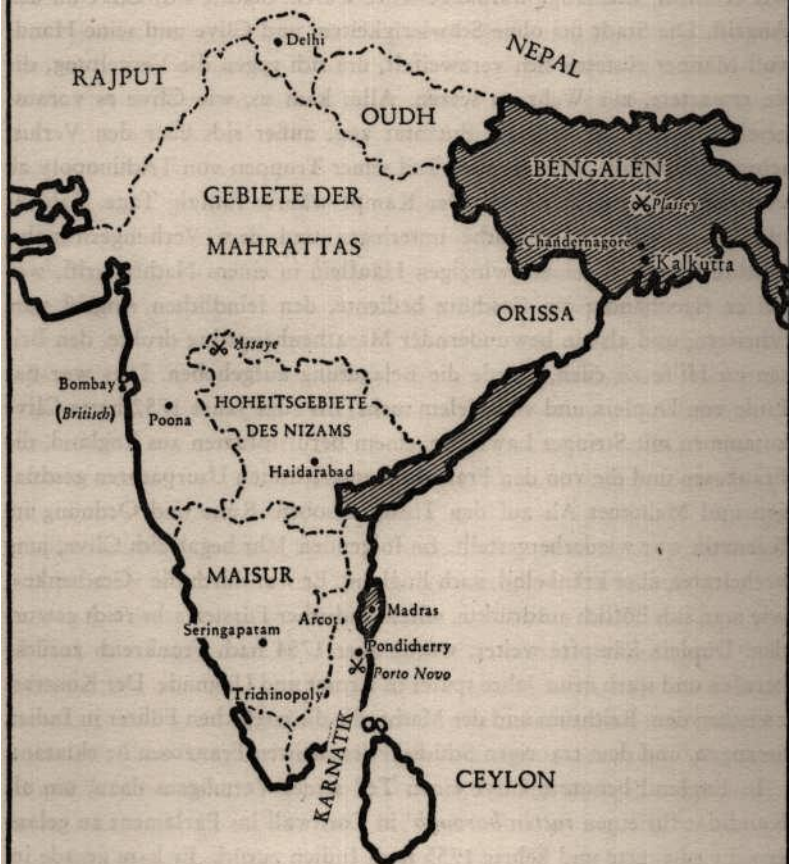 Delhi
RAJPUT
NEPAL
OUDH
BENGALEN
Plassey
Chandernagore
Kalkutta
GEBIETE DER
MAHRATTAS
ORISSA
Assaye
Bombay
(Britisch)
Poona
HOHEITSGEBIETE
DES NIZAMS
Haidarabad
MAISUR
Arcot
Madras
Seringapatam
Pondicherry
Porto Novo
Trichinopoly
KARNATIK
CEYLON